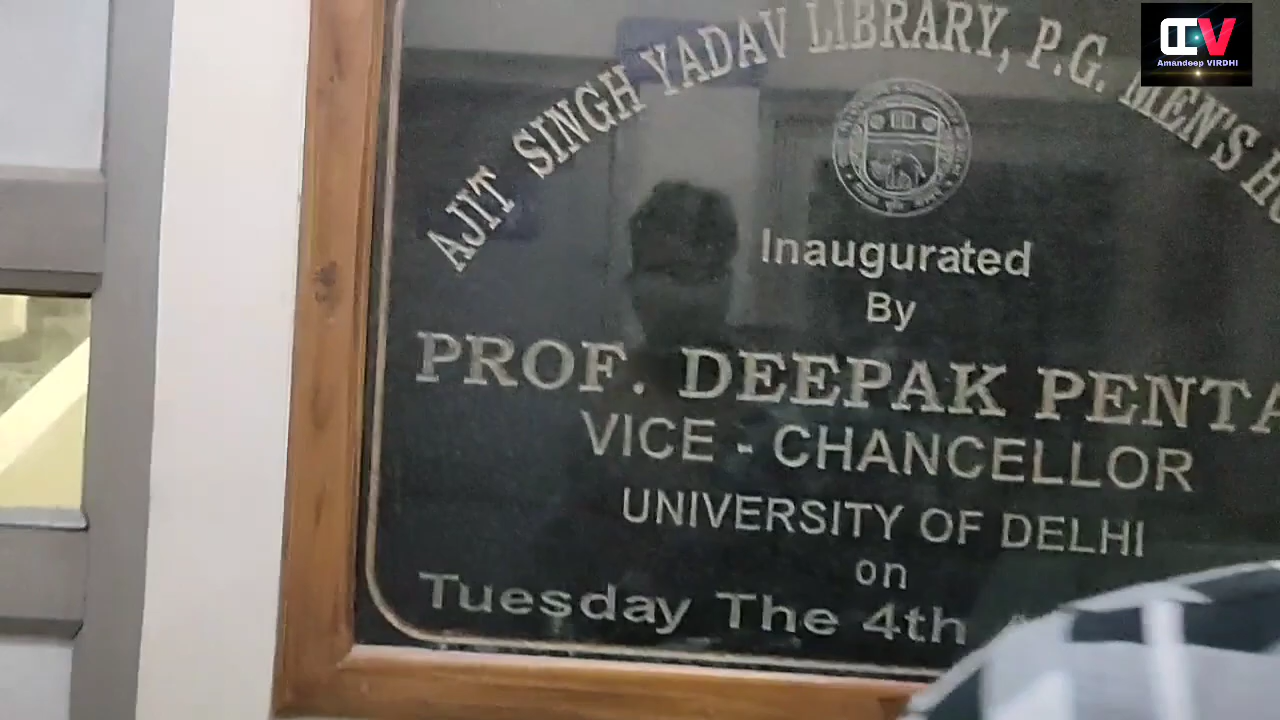 AJIT SINGH YADAV LIBRARY, P.G. MEN'S
Inaugurated
By
PROF. DEEPAK
VICE - CHANCELLOR
UNIVERSITY OF DELHI
on
Tuesday The 4th
CV
Amandeep VIRDHI